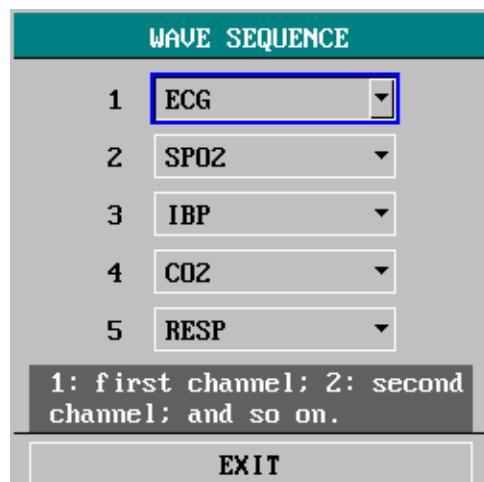 WAVE SEQUENCE
1 ECG
2 SPO2
3 IBP
4 CO2
5 RESP
1: first channel; 2: second
channel; and so on.
EXIT